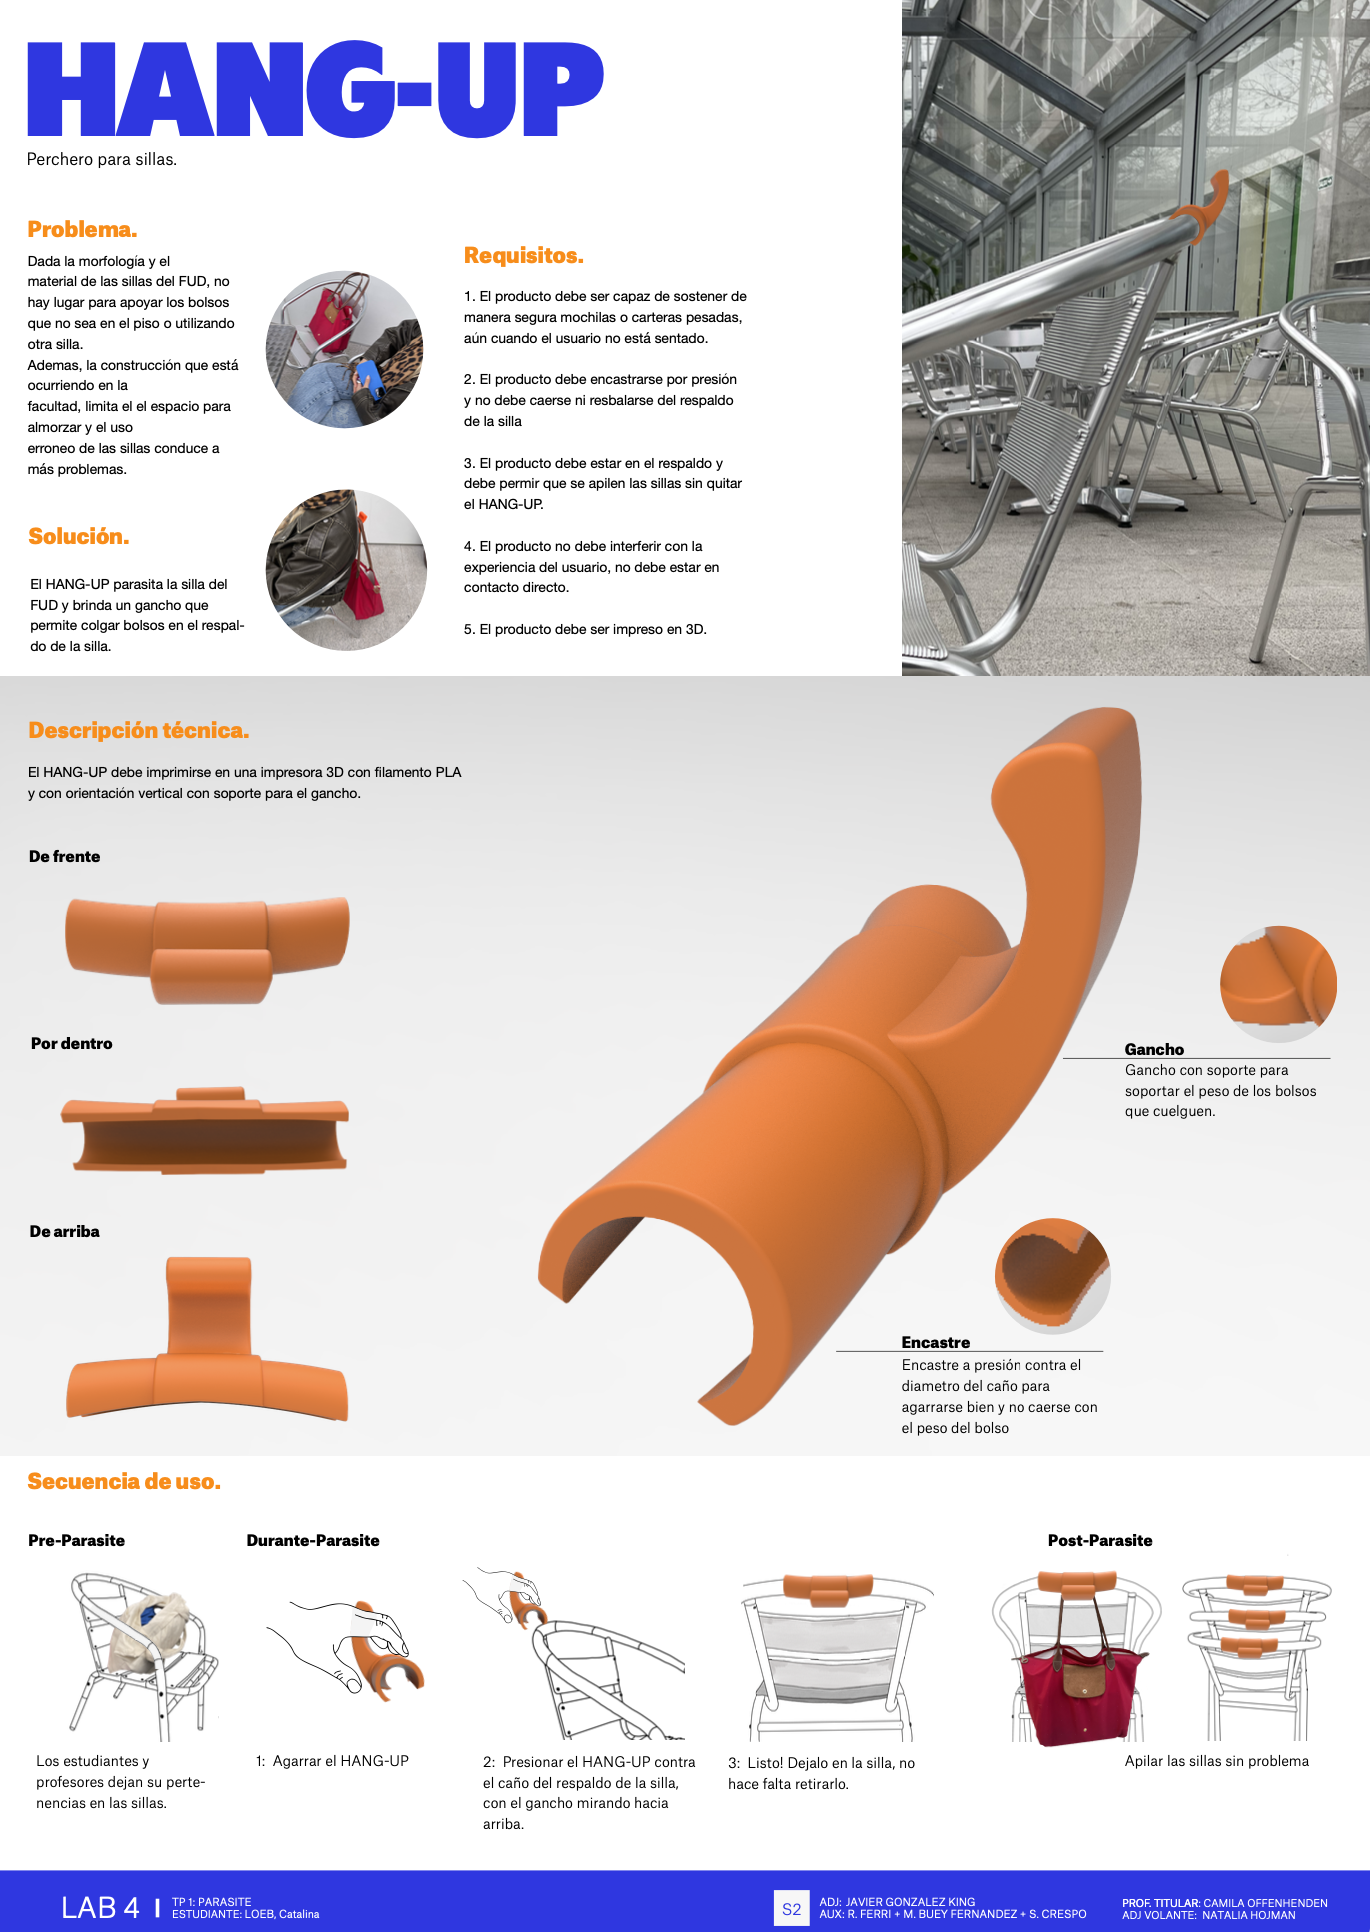 HANG-UP
Perchero para sillas.
Problema.
Dada la morfología y el
material de las sillas del FUD, no
hay lugar para apoyar los bolsos
que no sea en el piso o utilizando
otra silla.
Ademas, la construcción que está
ocurriendo en la
facultad, limita el el espacio para
almorzar y el uso
erroneo de las sillas conduce a
más problemas.
Solución.
El HANG-UP parasita la silla del
FUD y brinda un gancho que
permite colgar bolsos en el respal-
do de la silla.
Requisitos.
1. El producto debe ser capaz de sostener de
manera segura mochilas o carteras pesadas,
aún cuando el usuario no está sentado.
2. El producto debe encastrarse por presión
y no debe caerse ni resbalarse del respaldo
de la silla
3. El producto debe estar en el respaldo y
debe permir que se apilen las sillas sin quitar
el HANG-UP.
4. El producto no debe interferir con la
experiencia del usuario, no debe estar en
contacto directo.
5. El producto debe ser impreso en 3D.
Descripción técnica.
El HANG-UP debe imprimirse en una impresora 3D con filamento PLA
y con orientación vertical con soporte para el gancho.
De frente
Por dentro
De arriba
Gancho
Gancho con soporte para
soportar el peso de los bolsos
que cuelguen.
Encastre
Encastre a presión contra el
diametro del caño para
agarrarse bien y no caerse con
el peso del bolso
Secuencia de uso.
Pre-Parasite
Los estudiantes y
profesores dejan su perte-
nencias en las sillas.
Durante-Parasite
1: Agarrar el HANG-UP
2: Presionar el HANG-UP contra
el caño del respaldo de la silla,
con el gancho mirando hacia
arriba.
3: Listo! Dejalo en la silla, no
hace falta retirarlo.
Post-Parasite
Apilar las sillas sin problema
LAB 4
TP 1: PARASITE
ESTUDIANTE: LOEB, Catalina
S2
ADJ: JAVIER GONZALEZ KING
AUX: R. FERRI + M. BUEY FERNANDEZ + S. CRESPO
PROF. TITULAR: CAMILA OFFENHENDEN
ADJ VOLANTE: NATALIA HOJMAN